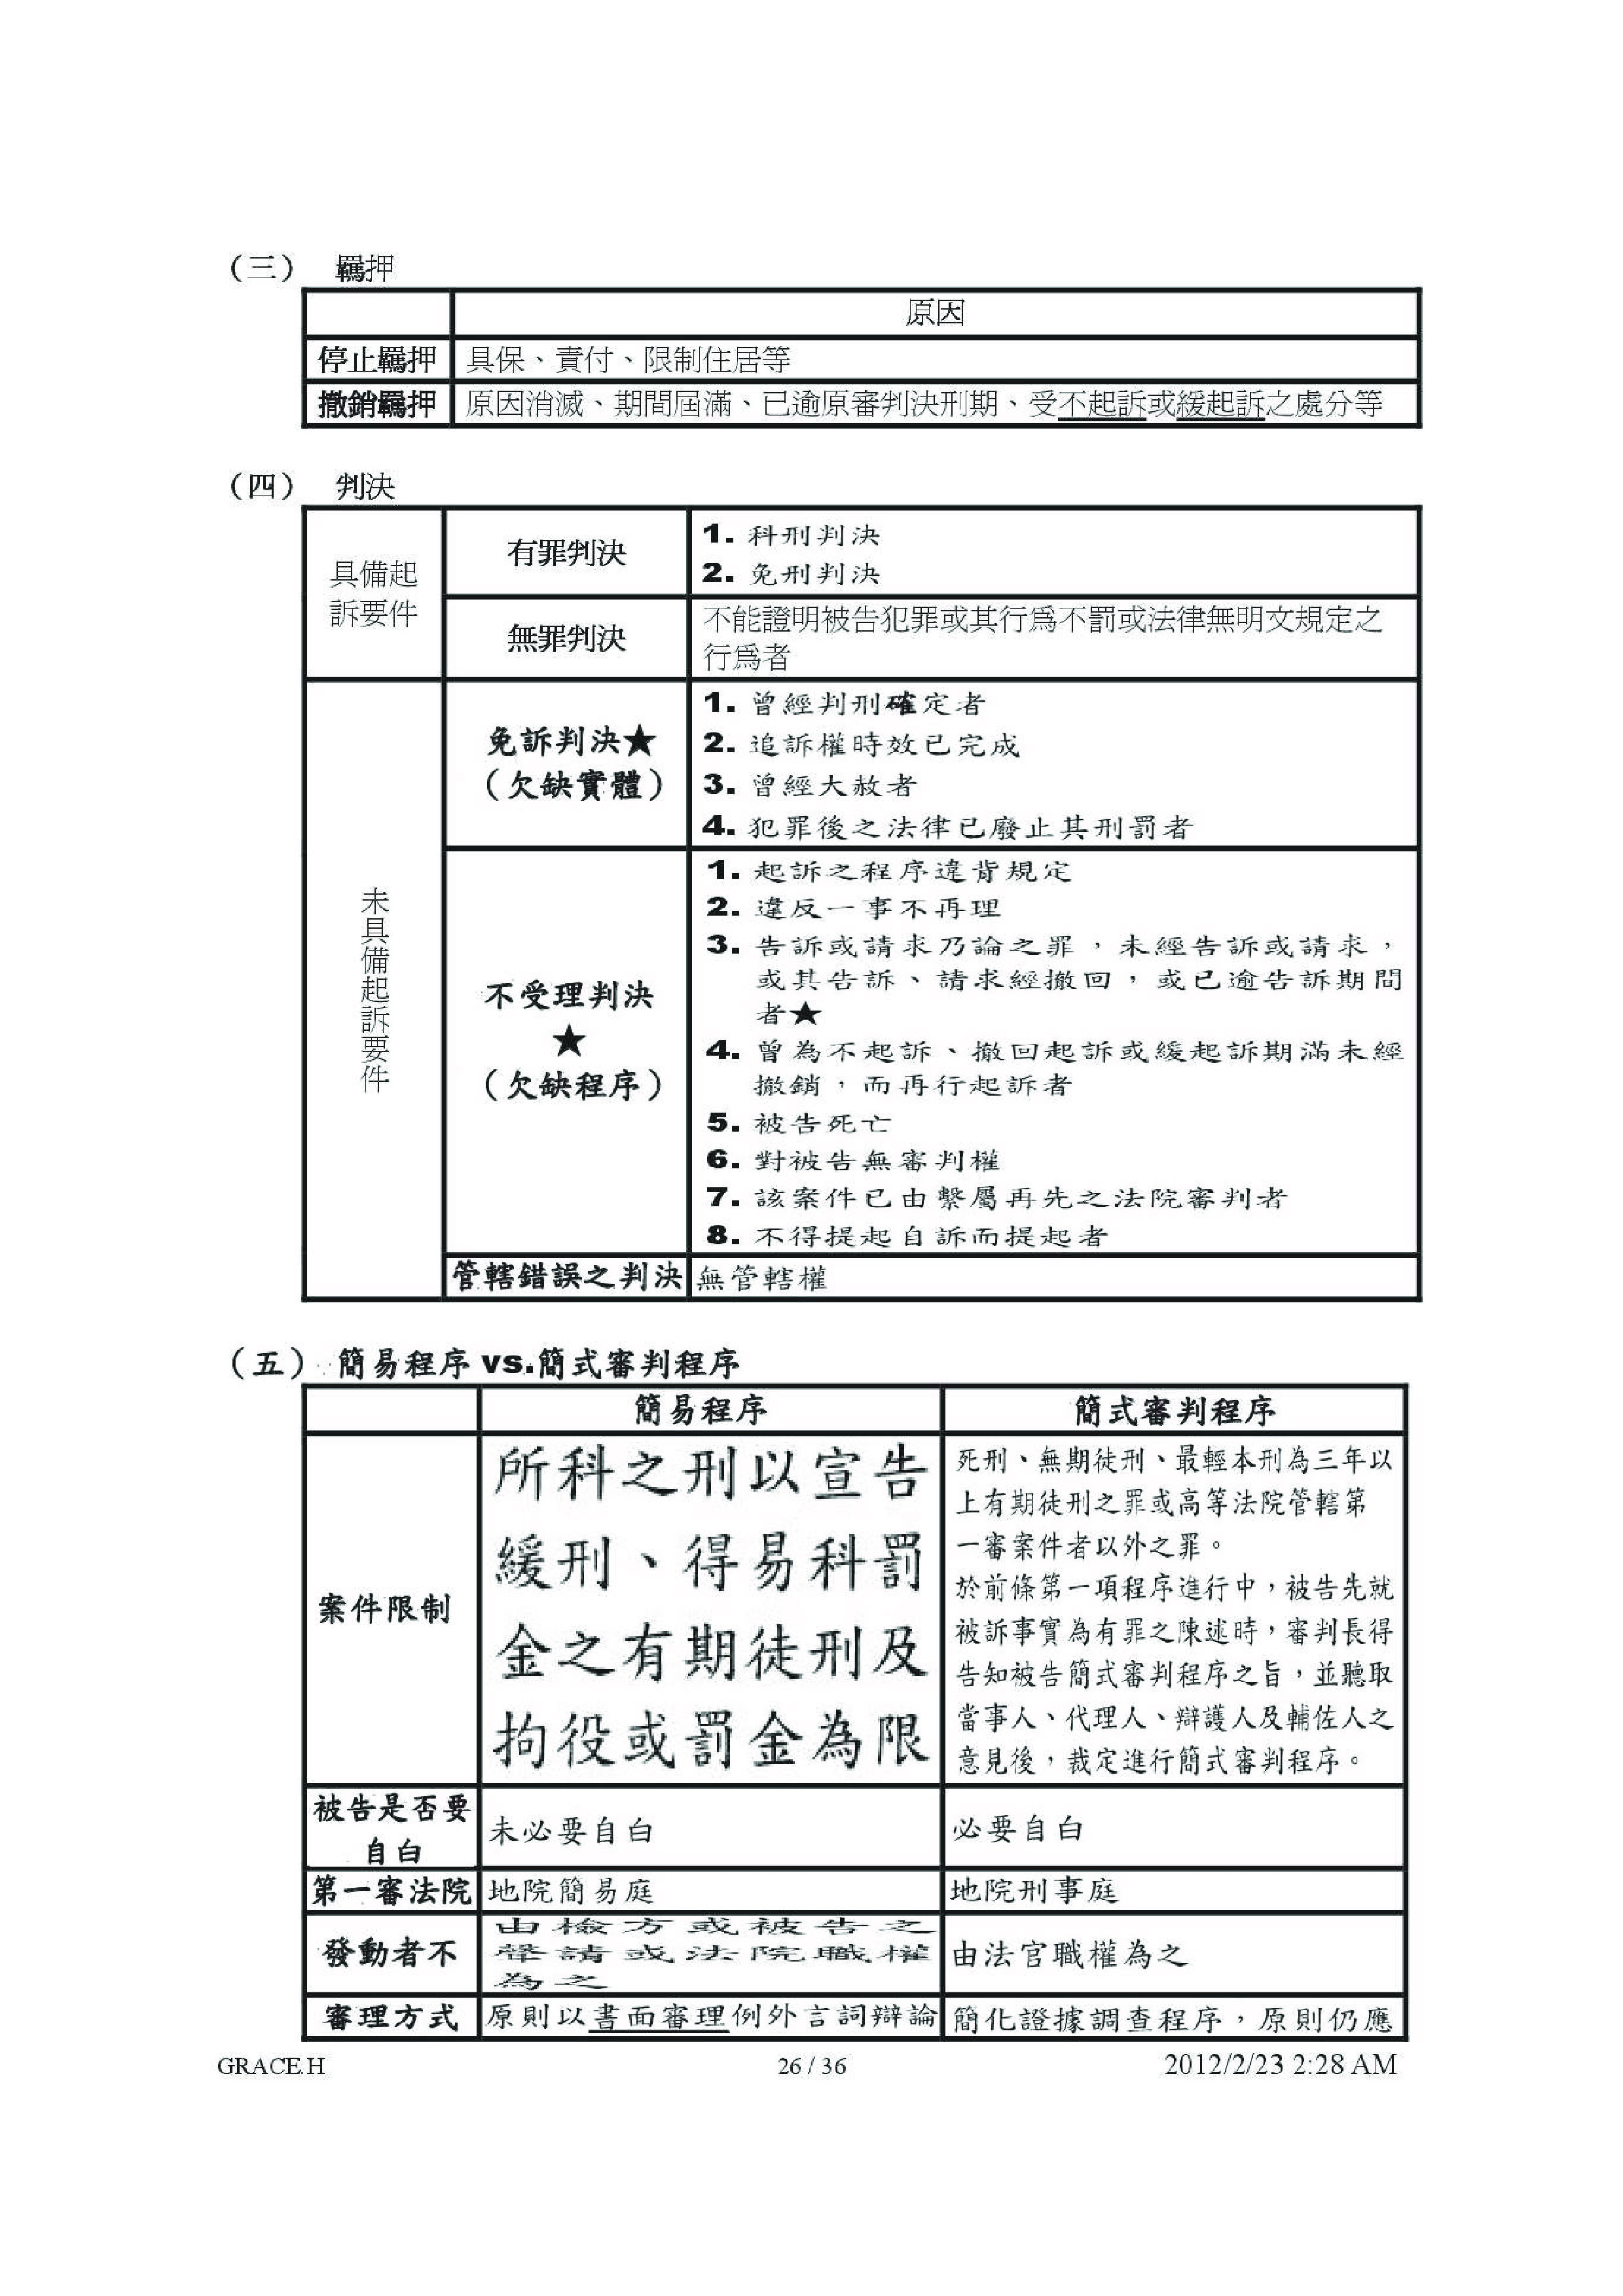 （三） 羈押
原因
停止羈押 具保、責付、限制住居等
撤銷羈押 原因消滅、期間屆滿、已逾原審判決刑期、受不起訴或緩起訴之處分等
（四） 判決
具備起
訴要件
有罪判決
1. 科刑判決
2. 免刑判決
無罪判決
不能證明被告犯罪或其行為不罰或法律無明文規定之
行為者
未具備起訴要件
免訴判決★
（欠缺實體）
1. 曾經判刑確定者
2. 追訴權時效已完成
3. 曾經大赦者
4. 犯罪後之法律已廢止其刑罰者
不受理判決
★
（欠缺程序）
1. 起訴之程序違背規定
2. 違反一事不再理
3. 告訴或請求乃論之罪，未經告訴或請求，
或其告訴、請求經撤回，或已逾告訴期間
者★
4. 曾為不起訴、撤回起訴或緩起訴期滿未經
撤銷，而再行起訴者
5. 被告死亡
6. 對被告無審判權
7. 該案件已由繫屬再先之法院審判者
8. 不得提起自訴而提起者
管轄錯誤之判決 無管轄權
（五） 簡易程序 vs.簡式審判程序
簡易程序 簡式審判程序
案件限制
所科之刑以宣告
緩刑、得易科罰
金之有期徒刑及
拘役或罰金為限
死刑、無期徒刑、最輕本刑為三年以
上有期徒刑之罪或高等法院管轄第
一審案件者以外之罪。
於前條第一項程序進行中，被告先就
被訴事實為有罪之陳述時，審判長得
告知被告簡式審判程序之旨，並聽取
當事人、代理人、辯護人及輔佐人之
意見後，裁定進行簡式審判程序。
被告是否要
自白
未必要自白 必要自白
第一審法院 地院簡易庭 地院刑事庭
發動者不
由檢方或被告之
聲請或法院職權
為之
由法官職權為之
審理方式 原則以書面審理例外言詞辯論 簡化證據調查程序，原則仍應
GRACE.H 26 / 36 2012/2/23 2:28 AM